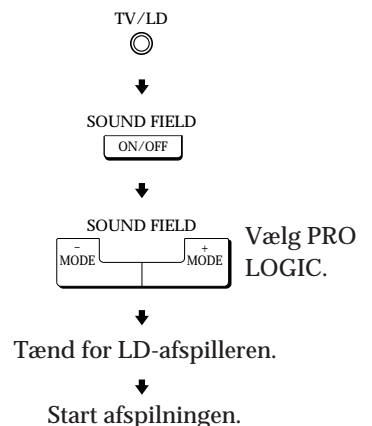 TV/LD
SOUND FIELD
ON/OFF
SOUND FIELD
– MODE + MODE
Vælg PRO
LOGIC.
Tænd for LD-afspilleren.
Start afspilningen.